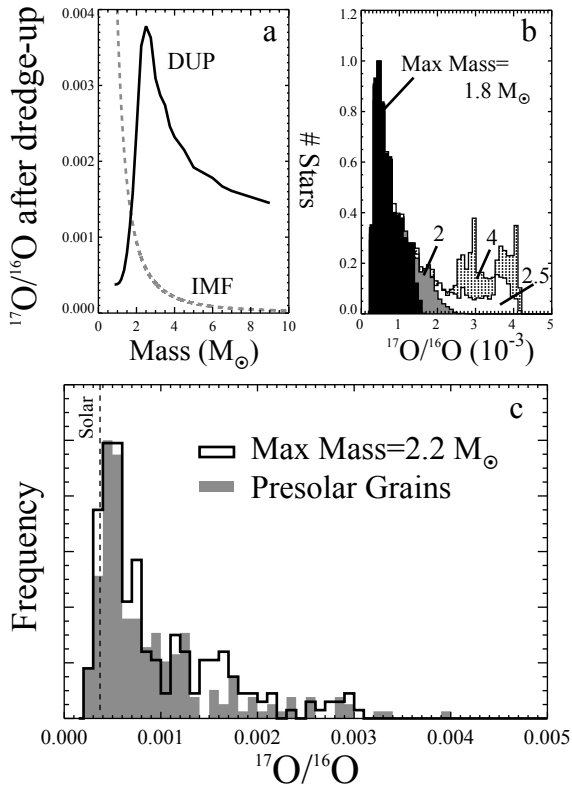 a
DUP
IMF
0.004
0.003
0.002
0.001
0.000
0 2 4 6 8 10
¹⁷O/¹⁶O after dredge-up
Mass (M☉)
b
Max Mass=
1.8 M☉
2
4
2.5
1.0
0.8
0.6
0.4
0.2
0.0
0 1 2 3 4 5
# Stars
¹⁷O/¹⁶O (10⁻³)
c
Solar
Max Mass=2.2 M☉
Presolar Grains
Frequency
0.000 0.001 0.002 0.003 0.004 0.005
¹⁷O/¹⁶O